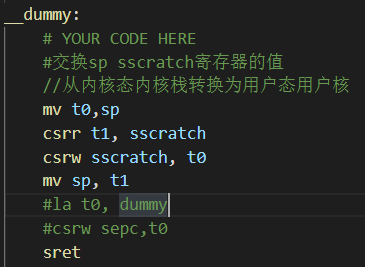 __dummy:
# YOUR CODE HERE
#交换sp sscratch寄存器的值
//从内核态内核栈转换为用户态用户核
mv t0,sp
csrr t1, sscratch
csrw sscratch, t0
mv sp, t1
#la t0, dummy
#csrw sepc,t0
sret